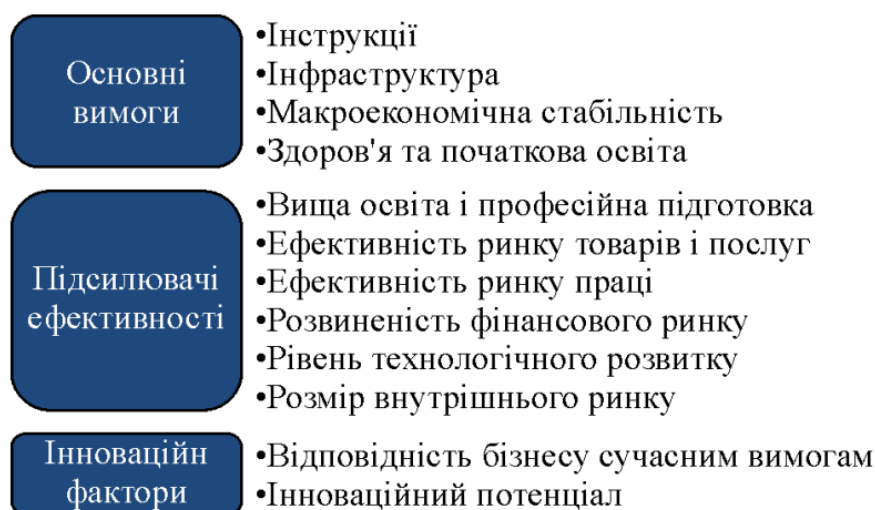 Основні
вимоги
•Інструкції
•Інфраструктура
•Макроекономічна стабільність
•Здоров'я та початкова освіта
Підсилювачі
ефективності
•Вища освіта і професійна підготовка
•Ефективність ринку товарів і послуг
•Ефективність ринку праці
•Розвиненість фінансового ринку
•Рівень технологічного розвитку
•Розмір внутрішнього ринку
Інноваційн
фактори
•Відповідність бізнесу сучасним вимогам
•Інноваційний потенціал